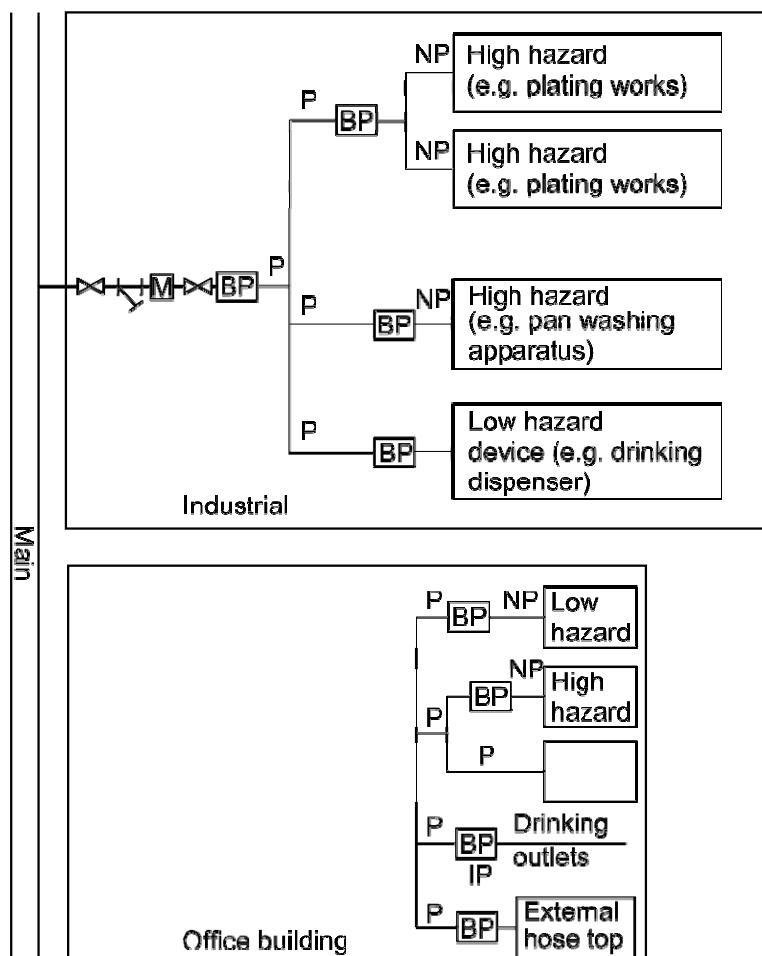 NP
High hazard
(e.g. plating works)
P
BP
NP
High hazard
(e.g. plating works)
M
BP
P
P
BP
NP
High hazard
(e.g. pan washing
apparatus)
P
BP
Low hazard
device (e.g. drinking
dispenser)
Industrial
Main
P
BP
NP
Low
hazard
NP
P
BP
High
hazard
P
P
BP
IP
Drinking
outlets
P
BP
External
hose top
Office building